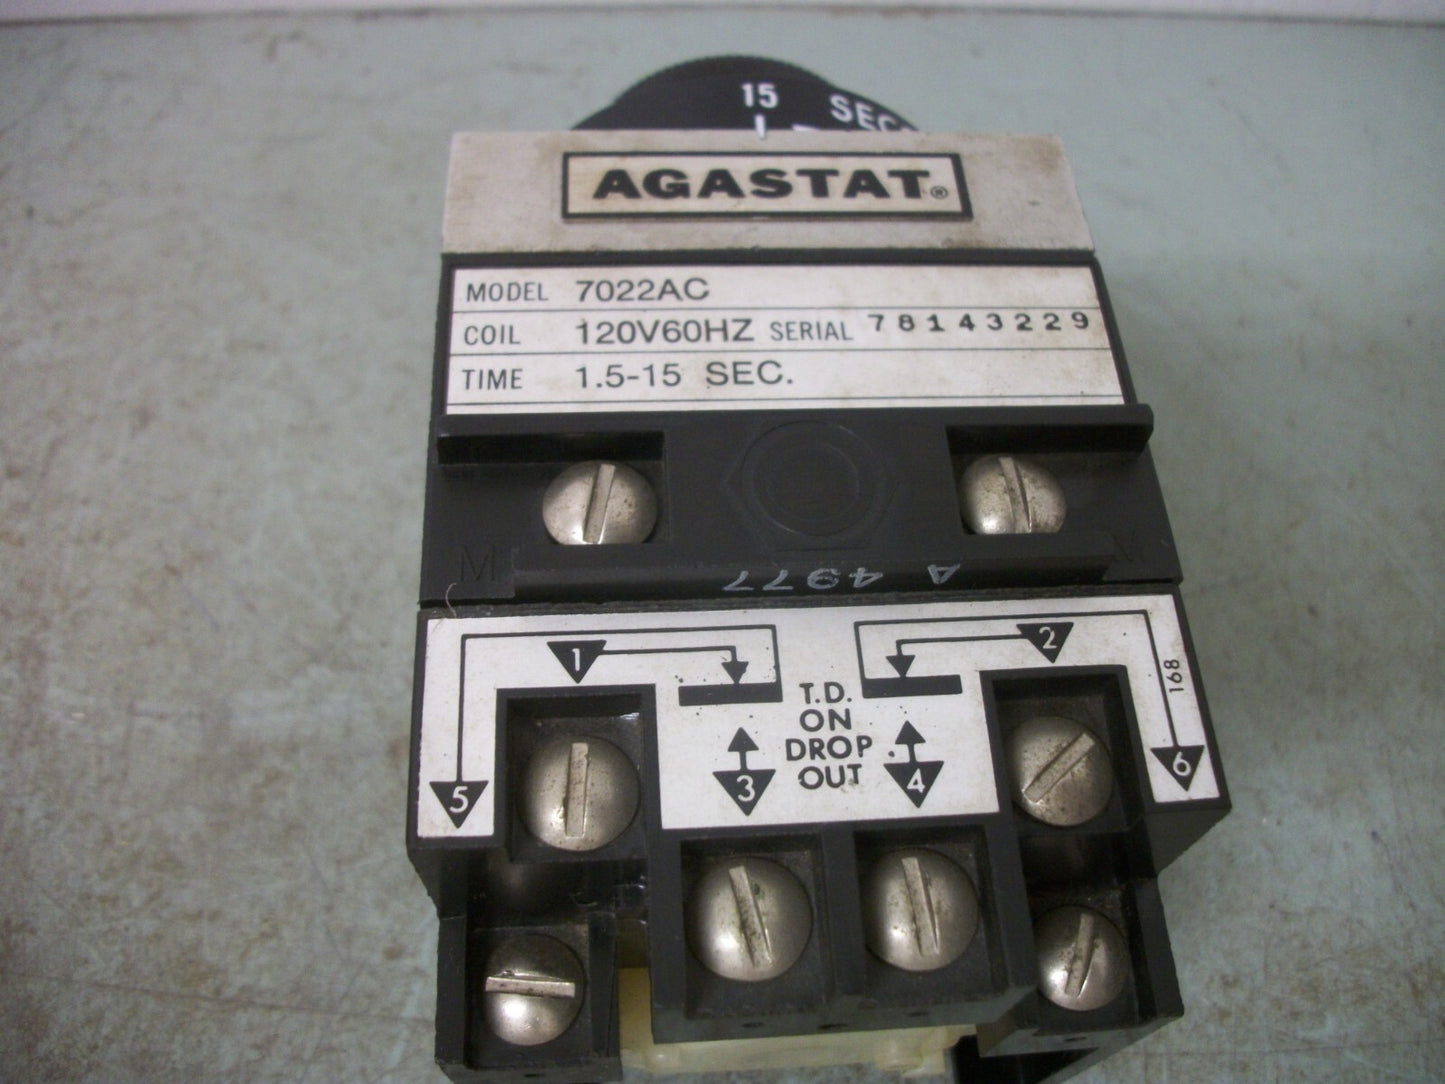 15 SEC
AGASTAT®
MODEL 7022AC
COIL 120V60HZ SERIAL 78143229
TIME 1.5-15 SEC.
M M
A 4977
1 2
168
T.D.
ON
DROP
OUT
5 3 4 6